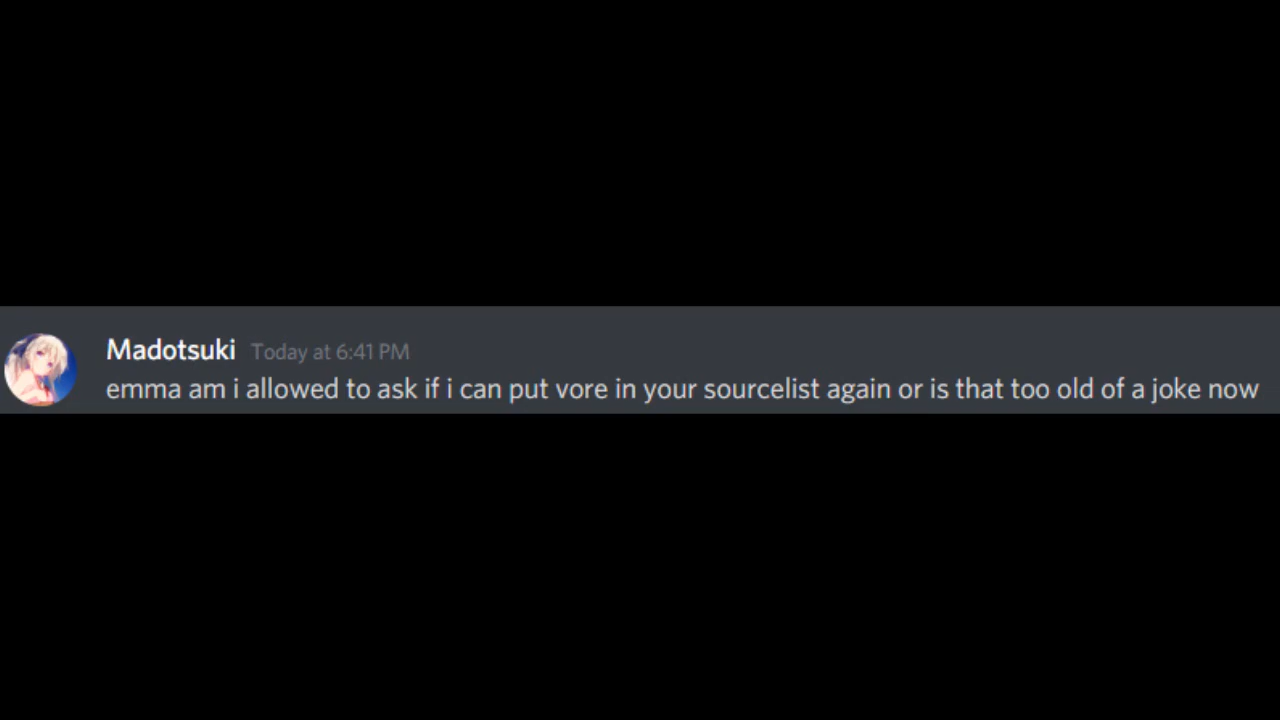 Madotsuki Today at 6:41 PM
emma am i allowed to ask if i can put vore in your sourcelist again or is that too old of a joke now